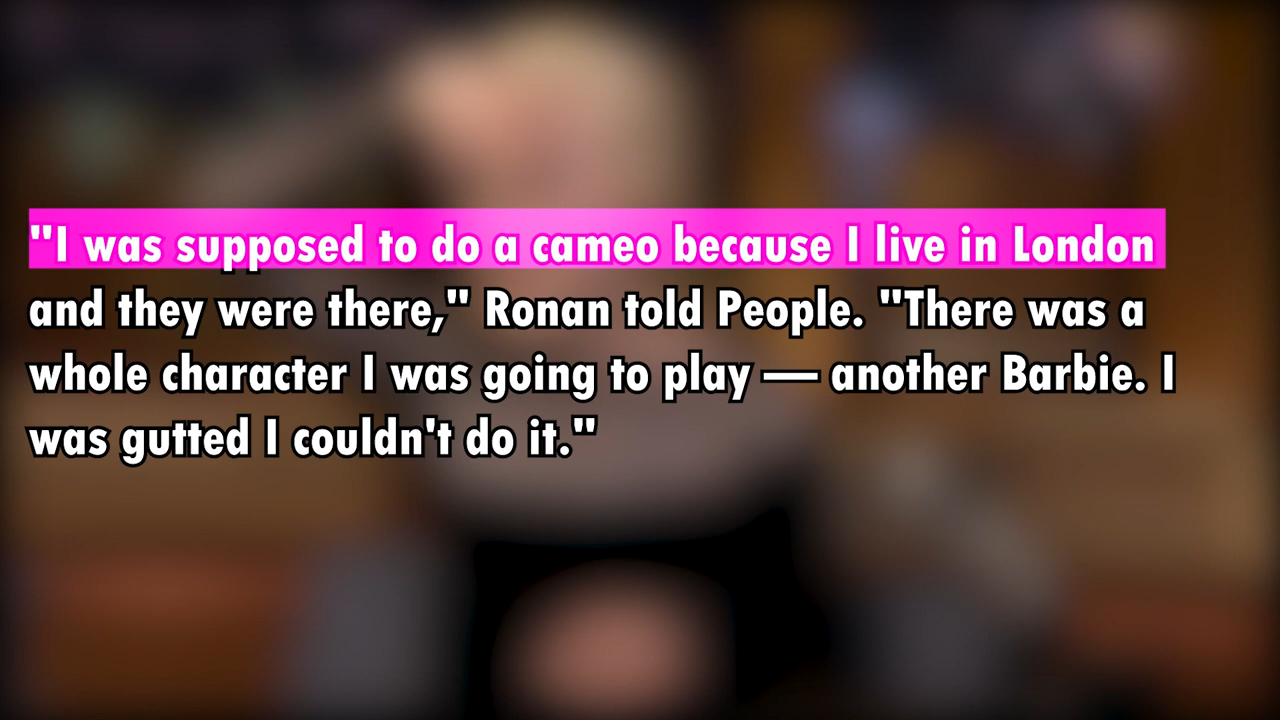 "I was supposed to do a cameo because I live in London
and they were there," Ronan told People. "There was a
whole character I was going to play — another Barbie. I
was gutted I couldn't do it."